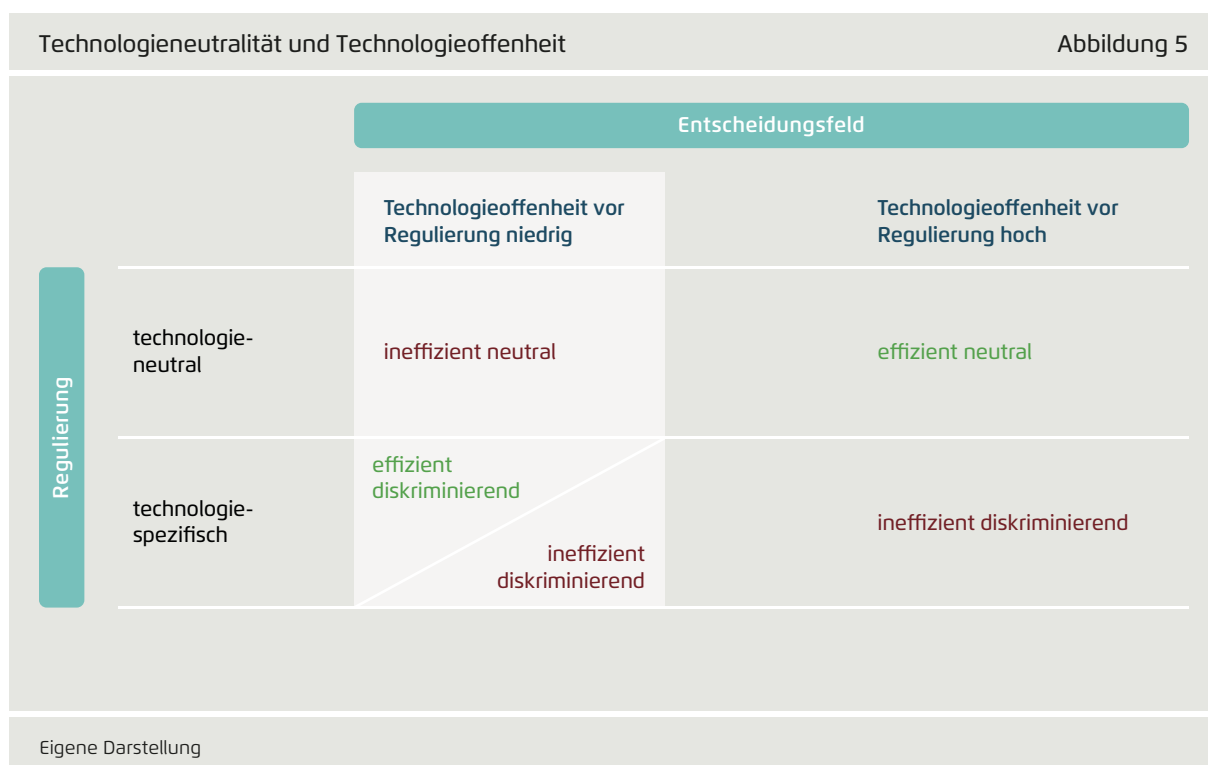 Technologieneutralität und Technologieoffenheit
Abbildung 5
Entscheidungsfeld
Technologieoffenheit vor
Regulierung niedrig
Technologieoffenheit vor
Regulierung hoch
Regulierung
technologie-
neutral
ineffizient neutral
effizient neutral
technologie-
spezifisch
effizient
diskriminierend
ineffizient
diskriminierend
ineffizient diskriminierend
Eigene Darstellung